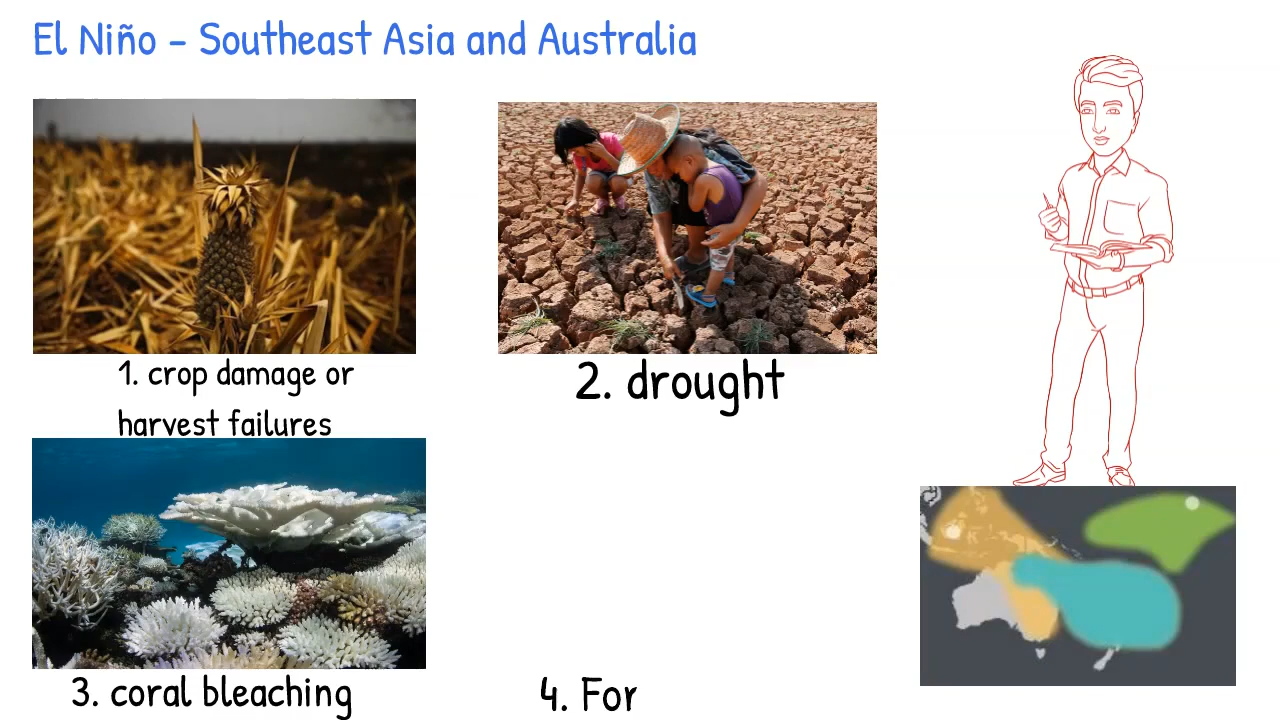 El Niño – Southeast Asia and Australia
1. crop damage or
harvest failures
2. drought
3. coral bleaching
4. For